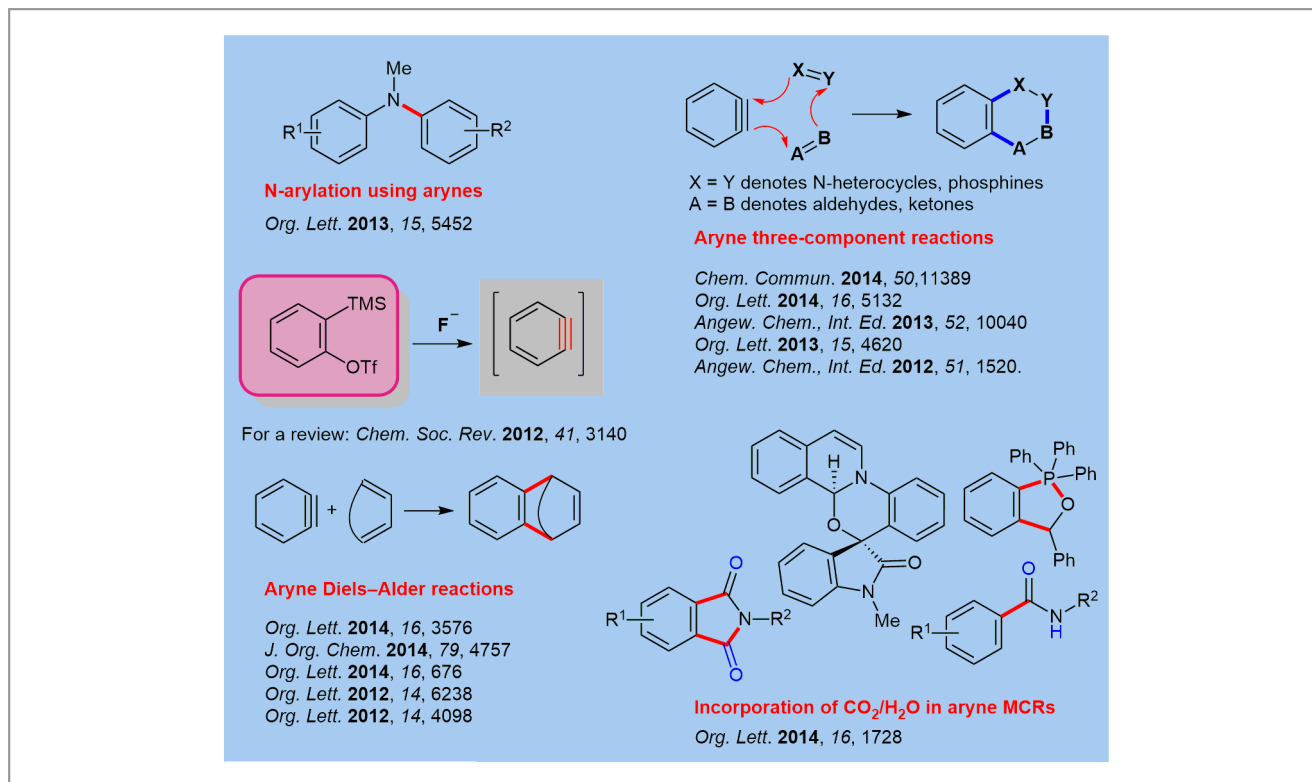 Me
N
R¹
R²
N-arylation using arynes
Org. Lett. 2013, 15, 5452
X
Y
B
A
X
Y
B
A
X = Y denotes N-heterocycles, phosphines
A = B denotes aldehydes, ketones
Aryne three-component reactions
Chem. Commun. 2014, 50,11389
Org. Lett. 2014, 16, 5132
Angew. Chem., Int. Ed. 2013, 52, 10040
Org. Lett. 2013, 15, 4620
Angew. Chem., Int. Ed. 2012, 51, 1520.
TMS
OTf
F⁻
For a review: Chem. Soc. Rev. 2012, 41, 3140
+
Aryne Diels–Alder reactions
Org. Lett. 2014, 16, 3576
J. Org. Chem. 2014, 79, 4757
Org. Lett. 2014, 16, 676
Org. Lett. 2012, 14, 6238
Org. Lett. 2012, 14, 4098
H
N
O
O
N
Me
Ph
Ph
P
Ph
O
Ph
O
R¹
N
R²
O
O
R¹
N
R²
H
Incorporation of CO₂/H₂O in aryne MCRs
Org. Lett. 2014, 16, 1728